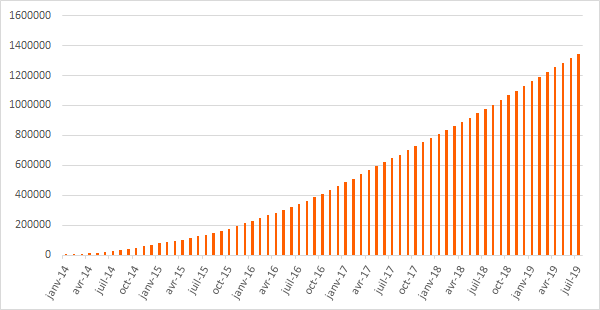 1600000
1400000
1200000
1000000
800000
600000
400000
200000
0
janv-14
avr-14
juil-14
oct-14
janv-15
avr-15
juil-15
oct-15
janv-16
avr-16
juil-16
oct-16
janv-17
avr-17
juil-17
oct-17
janv-18
avr-18
juil-18
oct-18
janv-19
avr-19
juil-19